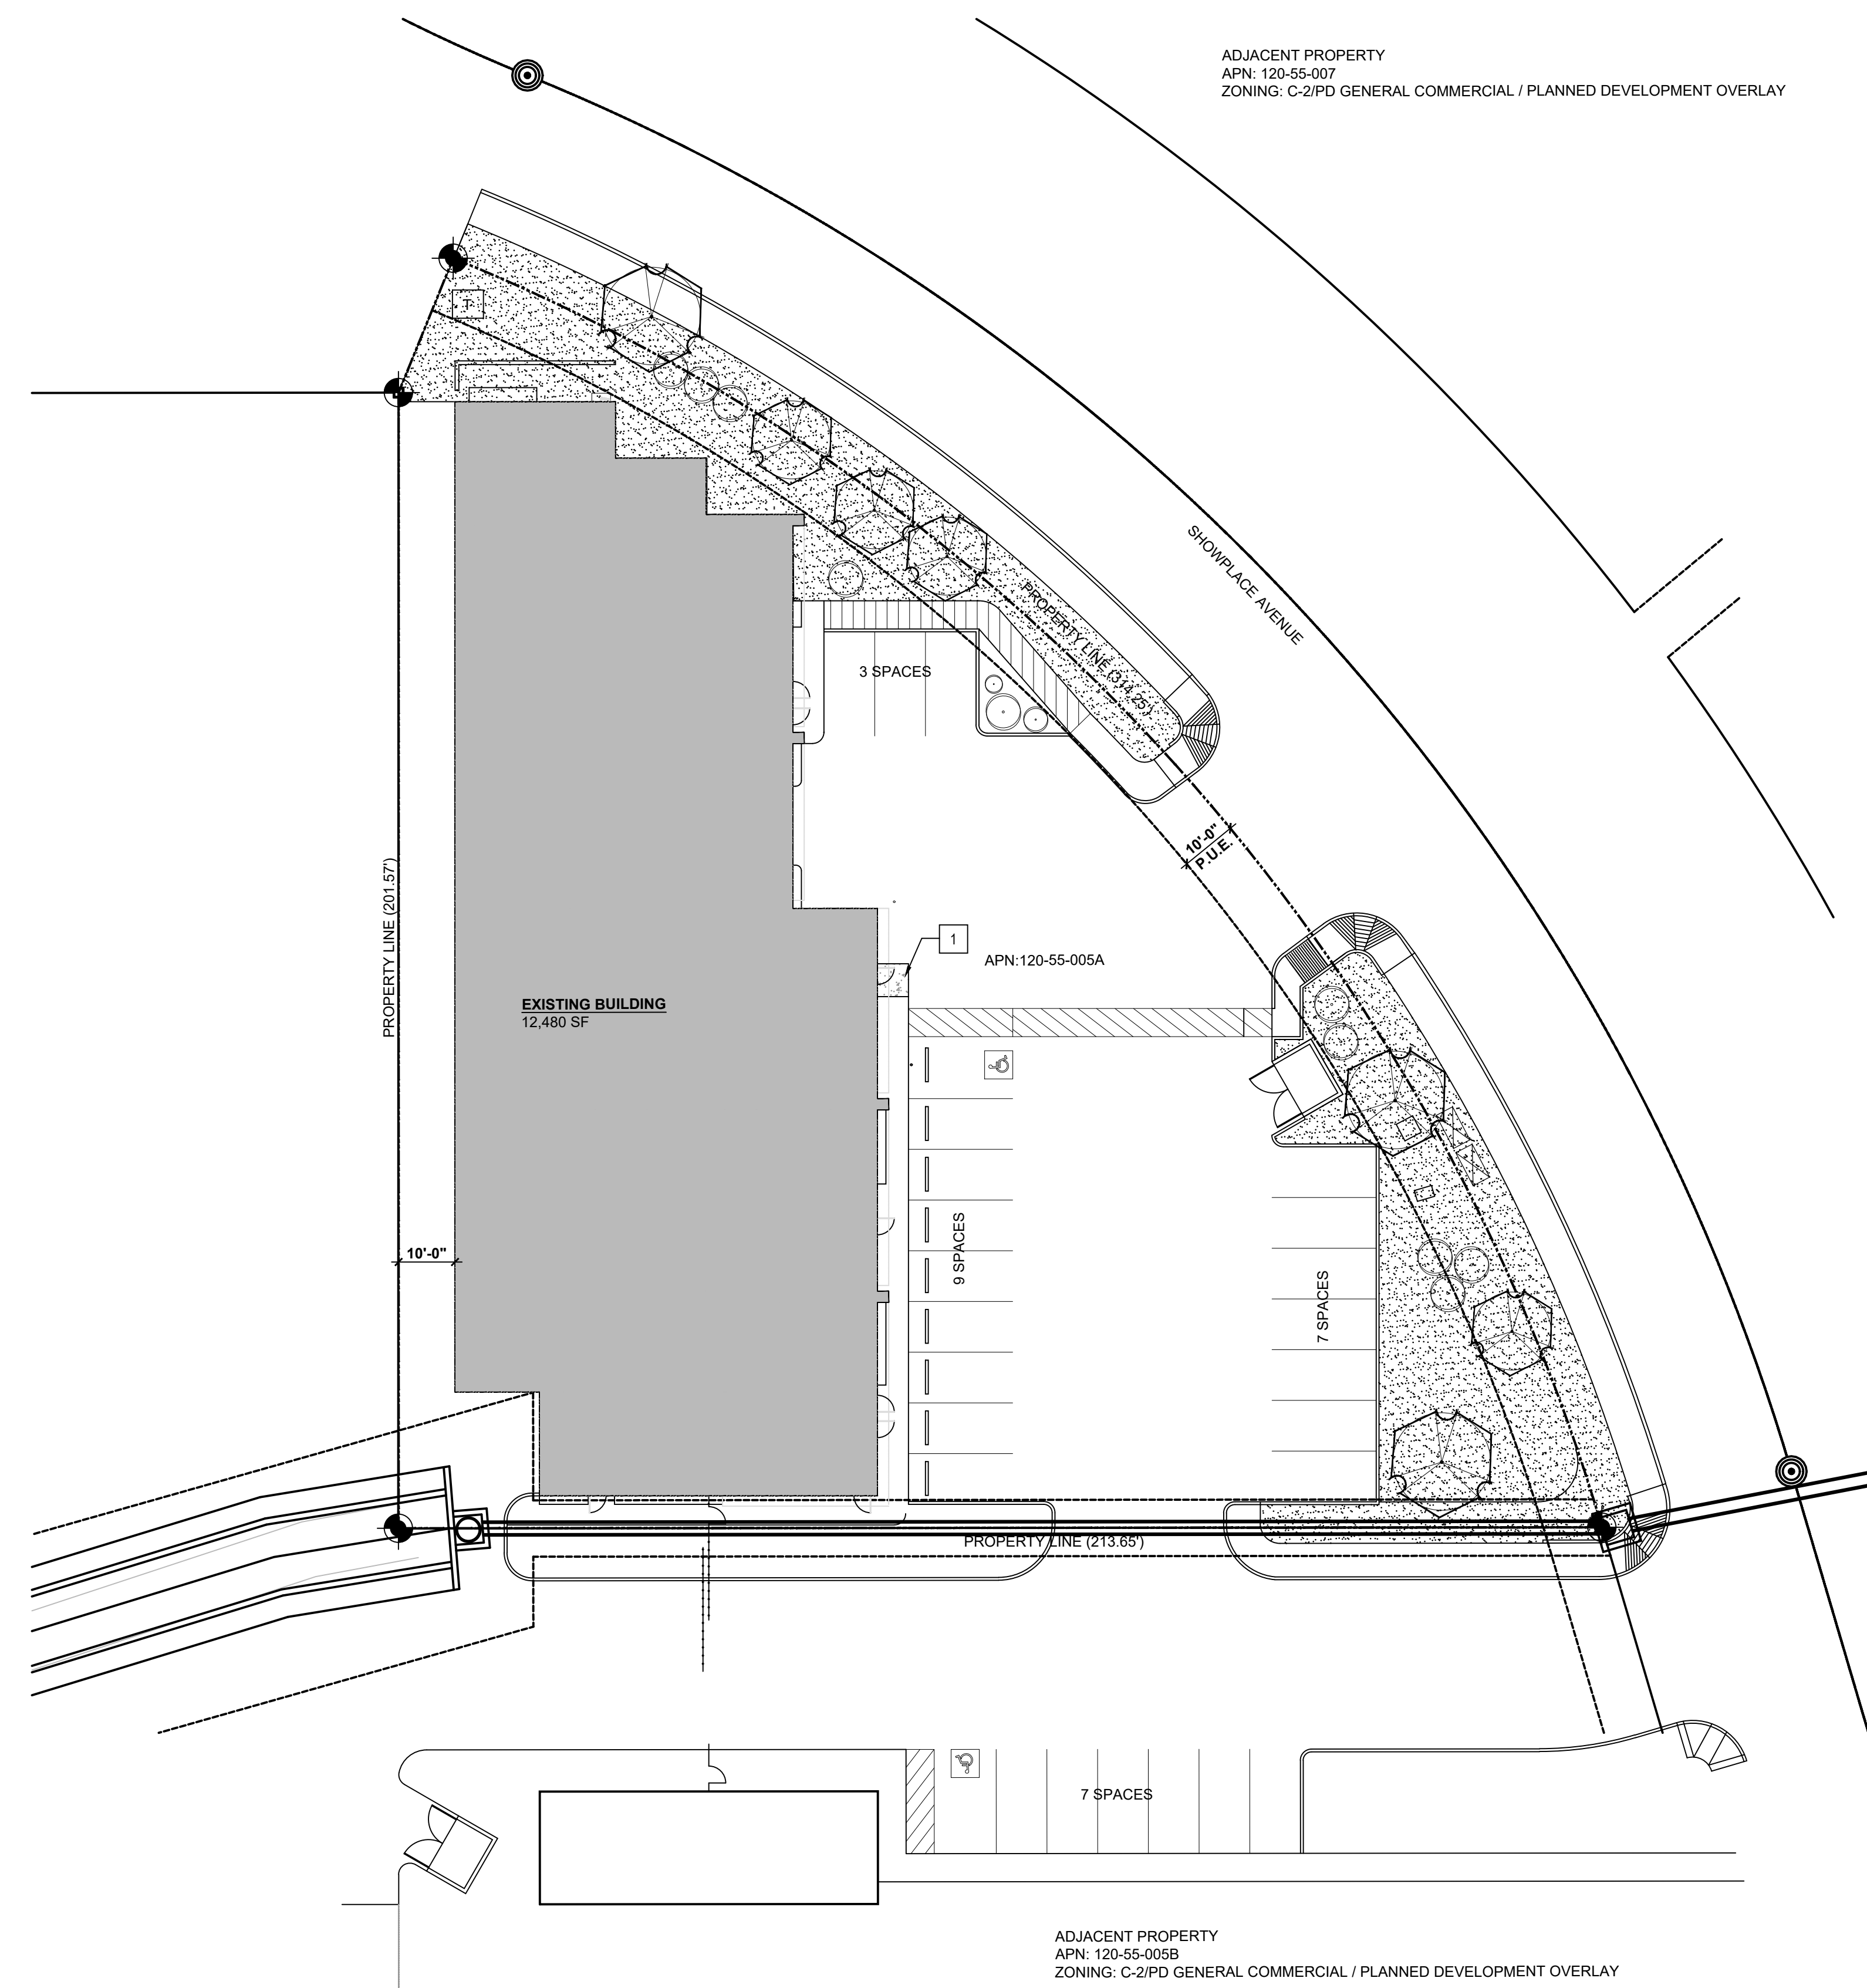 ADJACENT PROPERTY
APN: 120-55-007
ZONING: C-2/PD GENERAL COMMERCIAL / PLANNED DEVELOPMENT OVERLAY
T
SHOWPLACE AVENUE
PROPERTY LINE (314.25')
3 SPACES
10'-0"
P.U.E.
PROPERTY LINE (201.57')
1
APN:120-55-005A
EXISTING BUILDING
12,480 SF
10'-0"
9 SPACES
7 SPACES
PROPERTY LINE (213.65')
7 SPACES
ADJACENT PROPERTY
APN: 120-55-005B
ZONING: C-2/PD GENERAL COMMERCIAL / PLANNED DEVELOPMENT OVERLAY